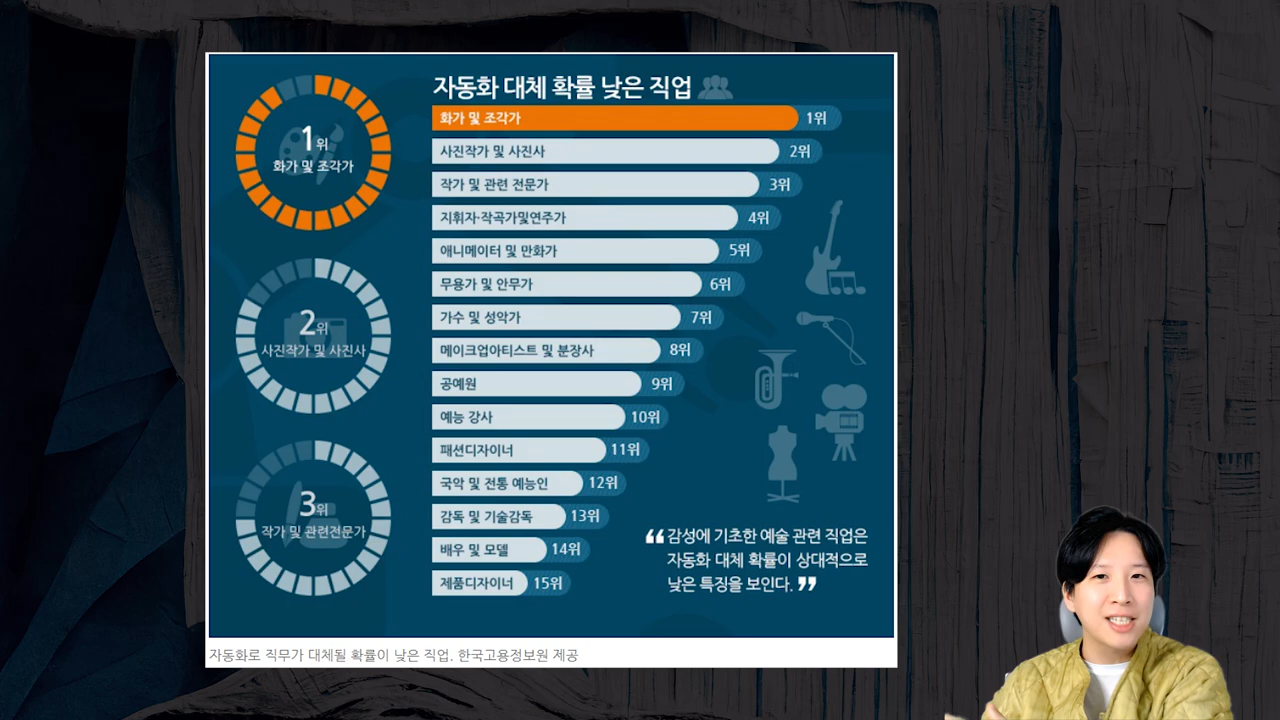 자동화 대체 확률 낮은 직업
1위
화가 및 조각가
2위
사진작가 및 사진사
3위
작가 및 관련전문가
화가 및 조각가 1위
사진작가 및 사진사 2위
작가 및 관련 전문가 3위
지휘자·작곡가및연주가 4위
애니메이터 및 만화가 5위
무용가 및 안무가 6위
가수 및 성악가 7위
메이크업아티스트 및 분장사 8위
공예원 9위
예능 강사 10위
패션디자이너 11위
국악 및 전통 예능인 12위
감독 및 기술감독 13위
배우 및 모델 14위
제품디자이너 15위
❝감성에 기초한 예술 관련 직업은
자동화 대체 확률이 상대적으로
낮은 특징을 보인다.❞
자동화로 직무가 대체될 확률이 낮은 직업. 한국고용정보원 제공